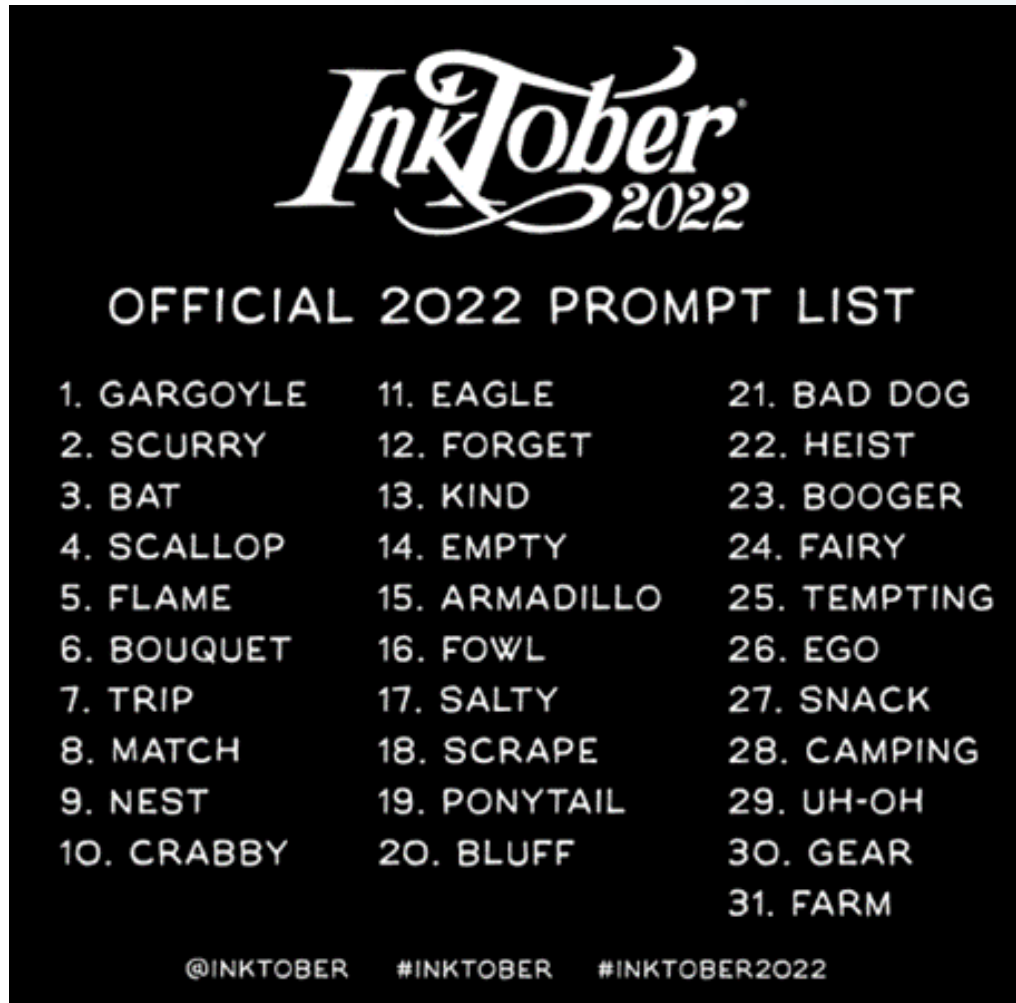 InkTober®
2022
OFFICIAL 2022 PROMPT LIST
1. GARGOYLE
2. SCURRY
3. BAT
4. SCALLOP
5. FLAME
6. BOUQUET
7. TRIP
8. MATCH
9. NEST
10. CRABBY
11. EAGLE
12. FORGET
13. KIND
14. EMPTY
15. ARMADILLO
16. FOWL
17. SALTY
18. SCRAPE
19. PONYTAIL
20. BLUFF
21. BAD DOG
22. HEIST
23. BOOGER
24. FAIRY
25. TEMPTING
26. EGO
27. SNACK
28. CAMPING
29. UH-OH
30. GEAR
31. FARM
@INKTOBER #INKTOBER #INKTOBER2022